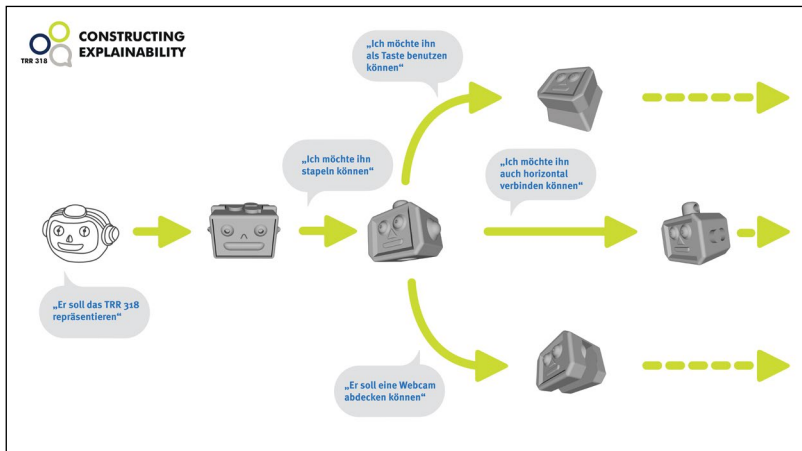 CONSTRUCTING
EXPLAINABILITY
TRR 318
„Ich möchte ihn
als Taste benutzen
können“
„Ich möchte ihn
stapeln können“
„Ich möchte ihn
auch horizontal
verbinden können“
„Er soll das TRR 318
repräsentieren“
„Er soll eine Webcam
abdecken können“